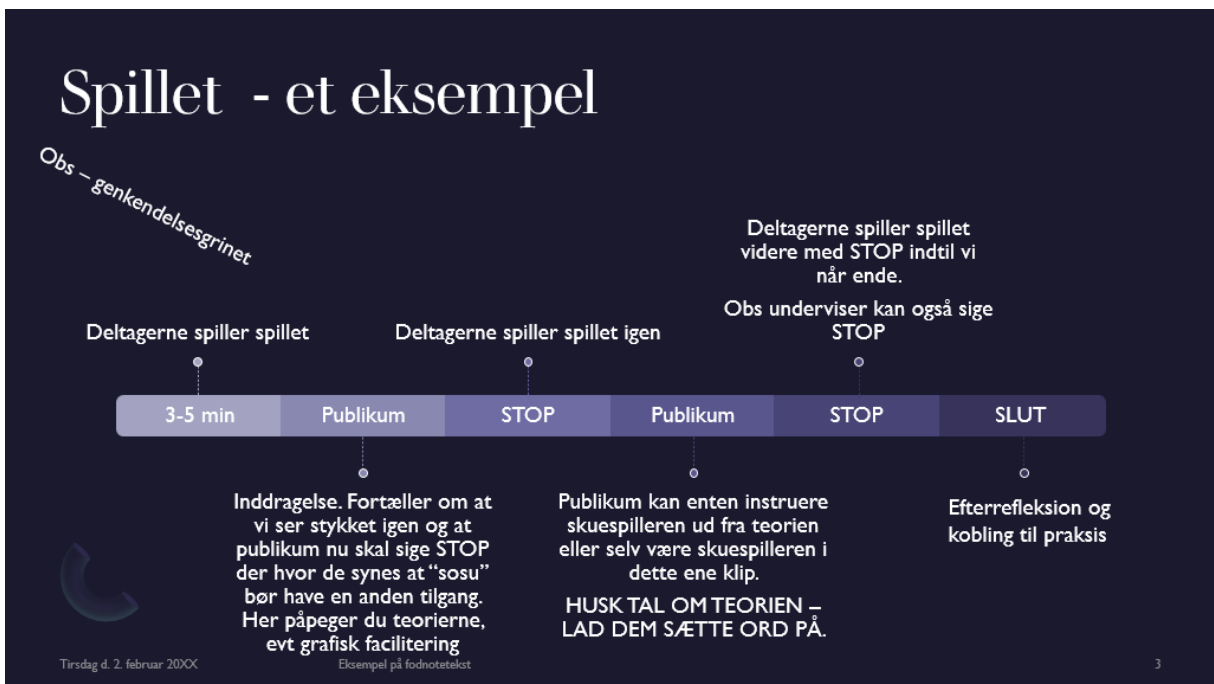 Spillet  - et eksempel
Obs – genkendelsesgrinet
Deltagerne spiller spillet
Deltagerne spiller spillet igen
Deltagerne spiller spillet
videre med STOP indtil vi
når ende.
Obs underviser kan også sige
STOP
3-5 min
Publikum
STOP
Publikum
STOP
SLUT
Inddragelse. Fortæller om at
vi ser stykket igen og at
publikum nu skal sige STOP
der hvor de synes at “sosu”
bør have en anden tilgang.
Her påpeger du teorierne,
evt grafisk facilitering
Publikum kan enten instruere
skuespilleren ud fra teorien
eller selv være skuespilleren i
dette ene klip.
HUSK TAL OM TEORIEN –
LAD DEM SÆTTE ORD PÅ.
Efterrefleksion og
kobling til praksis
Tirsdag d. 2. februar 20XX
Eksempel på fodnotetekst
3